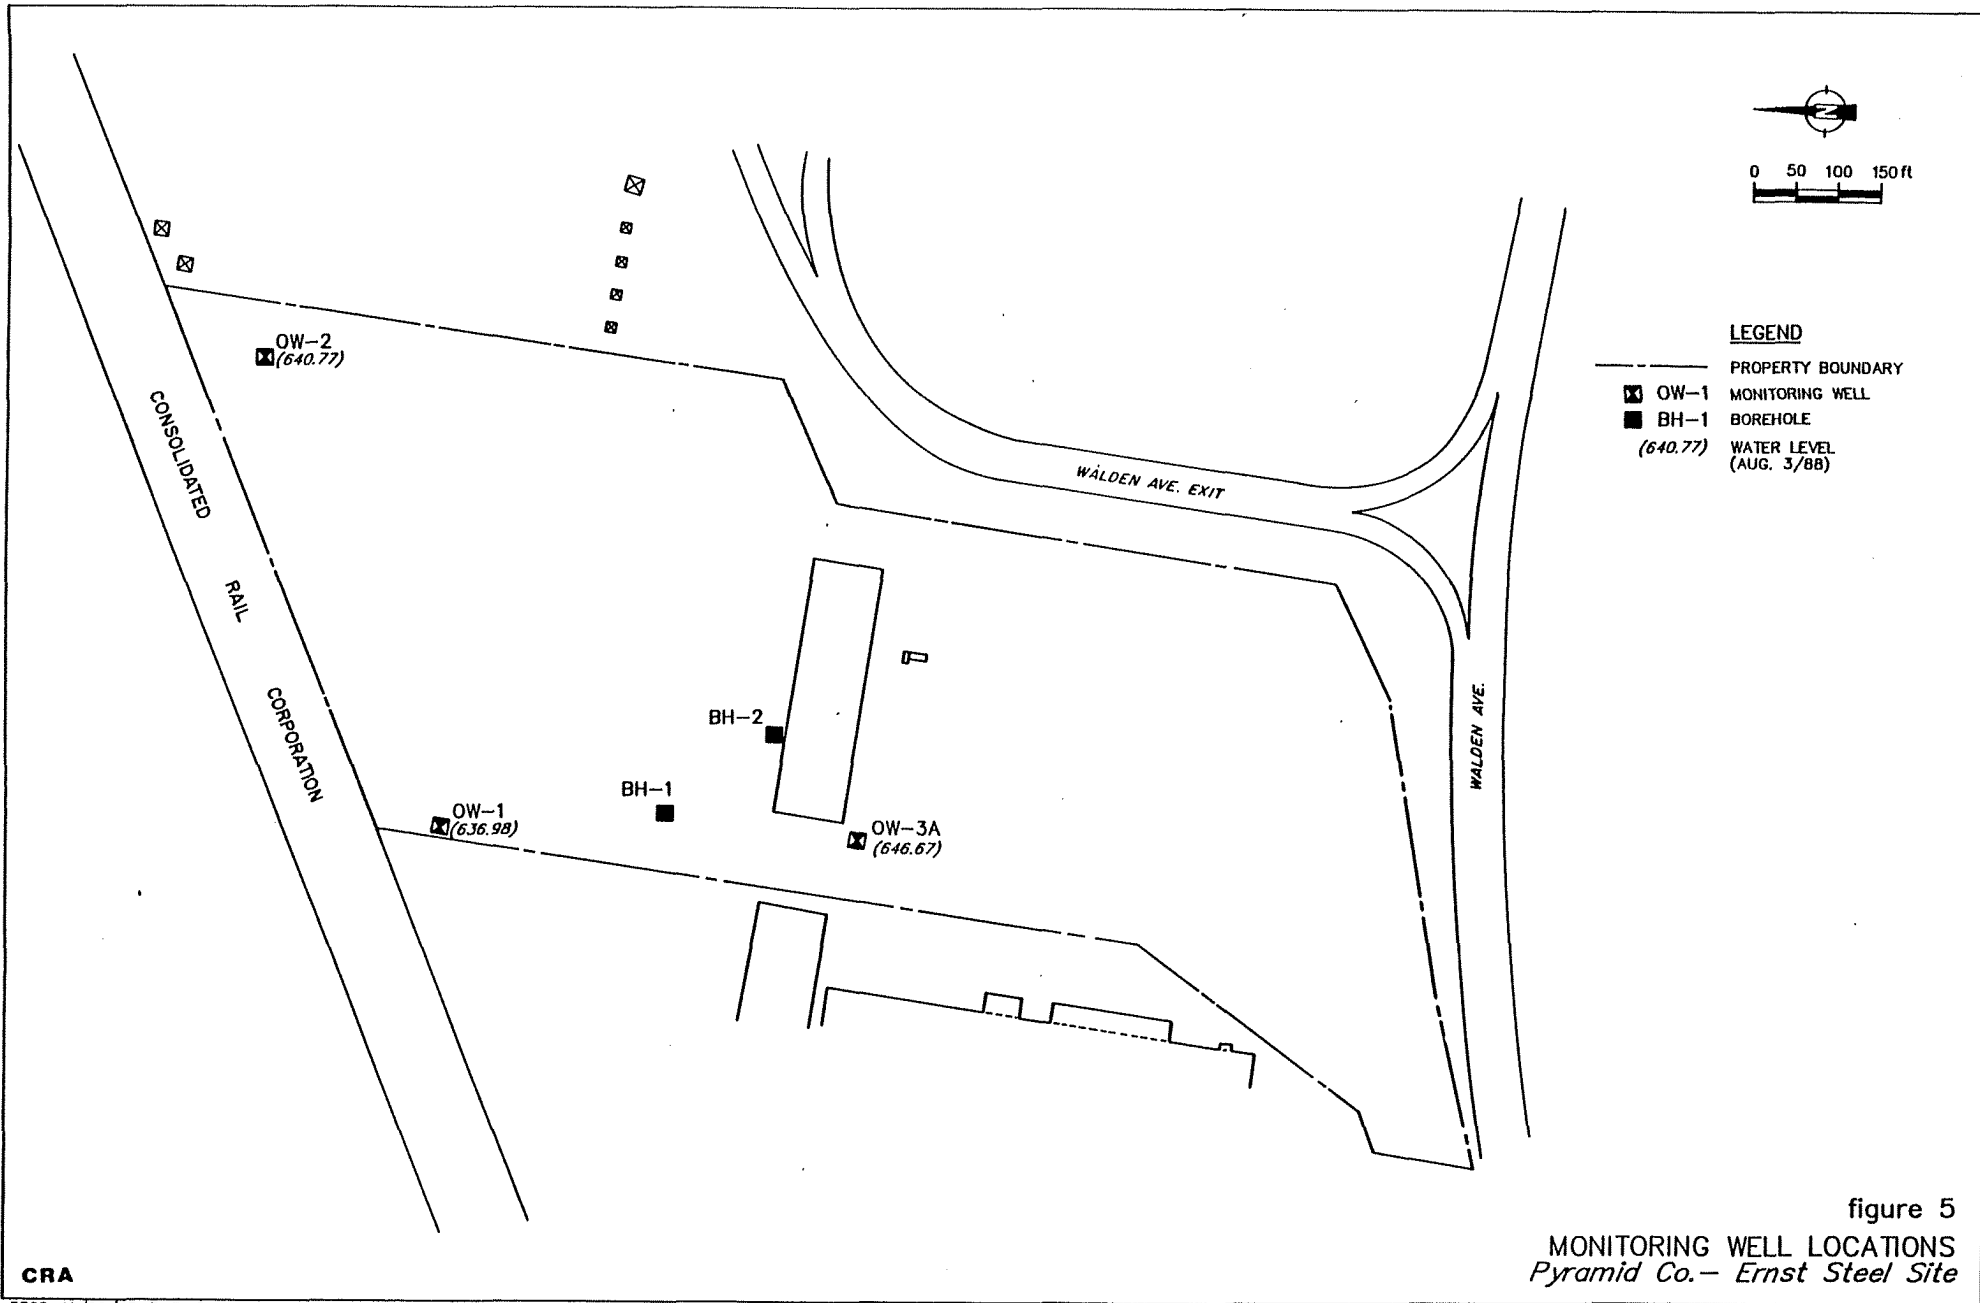 N
0 50 100 150 ft
LEGEND
PROPERTY BOUNDARY
OW-1 MONITORING WELL
BH-1 BOREHOLE
(640.77) WATER LEVEL
(AUG. 3/88)
OW-2
(640.77)
CONSOLIDATED
RAIL
CORPORATION
WALDEN AVE. EXIT
WALDEN AVE.
BH-2
BH-1
OW-1
(636.98)
OW-3A
(646.67)
figure 5
MONITORING WELL LOCATIONS
Pyramid Co.- Ernst Steel Site
CRA